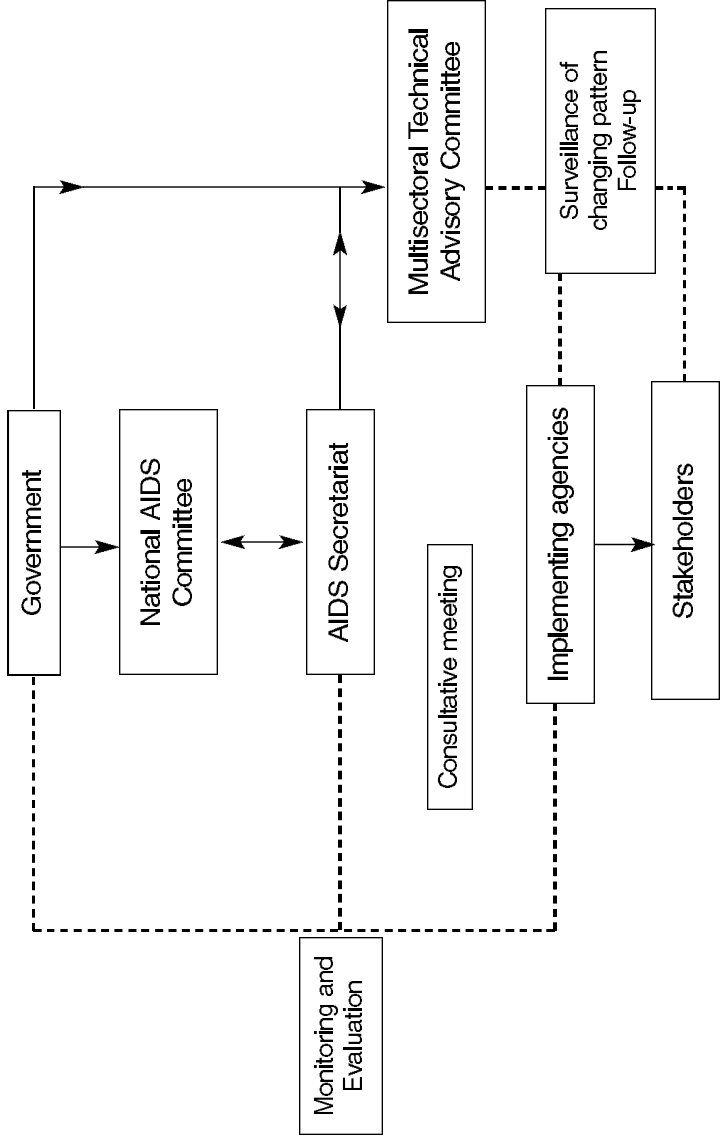 Government
National AIDS
Committee
AIDS Secretariat
Monitoring and
Evaluation
Consultative meeting
Multisectoral Technical
Advisory Committee
Implementing agencies
Surveillance of
changing pattern
Follow-up
Stakeholders